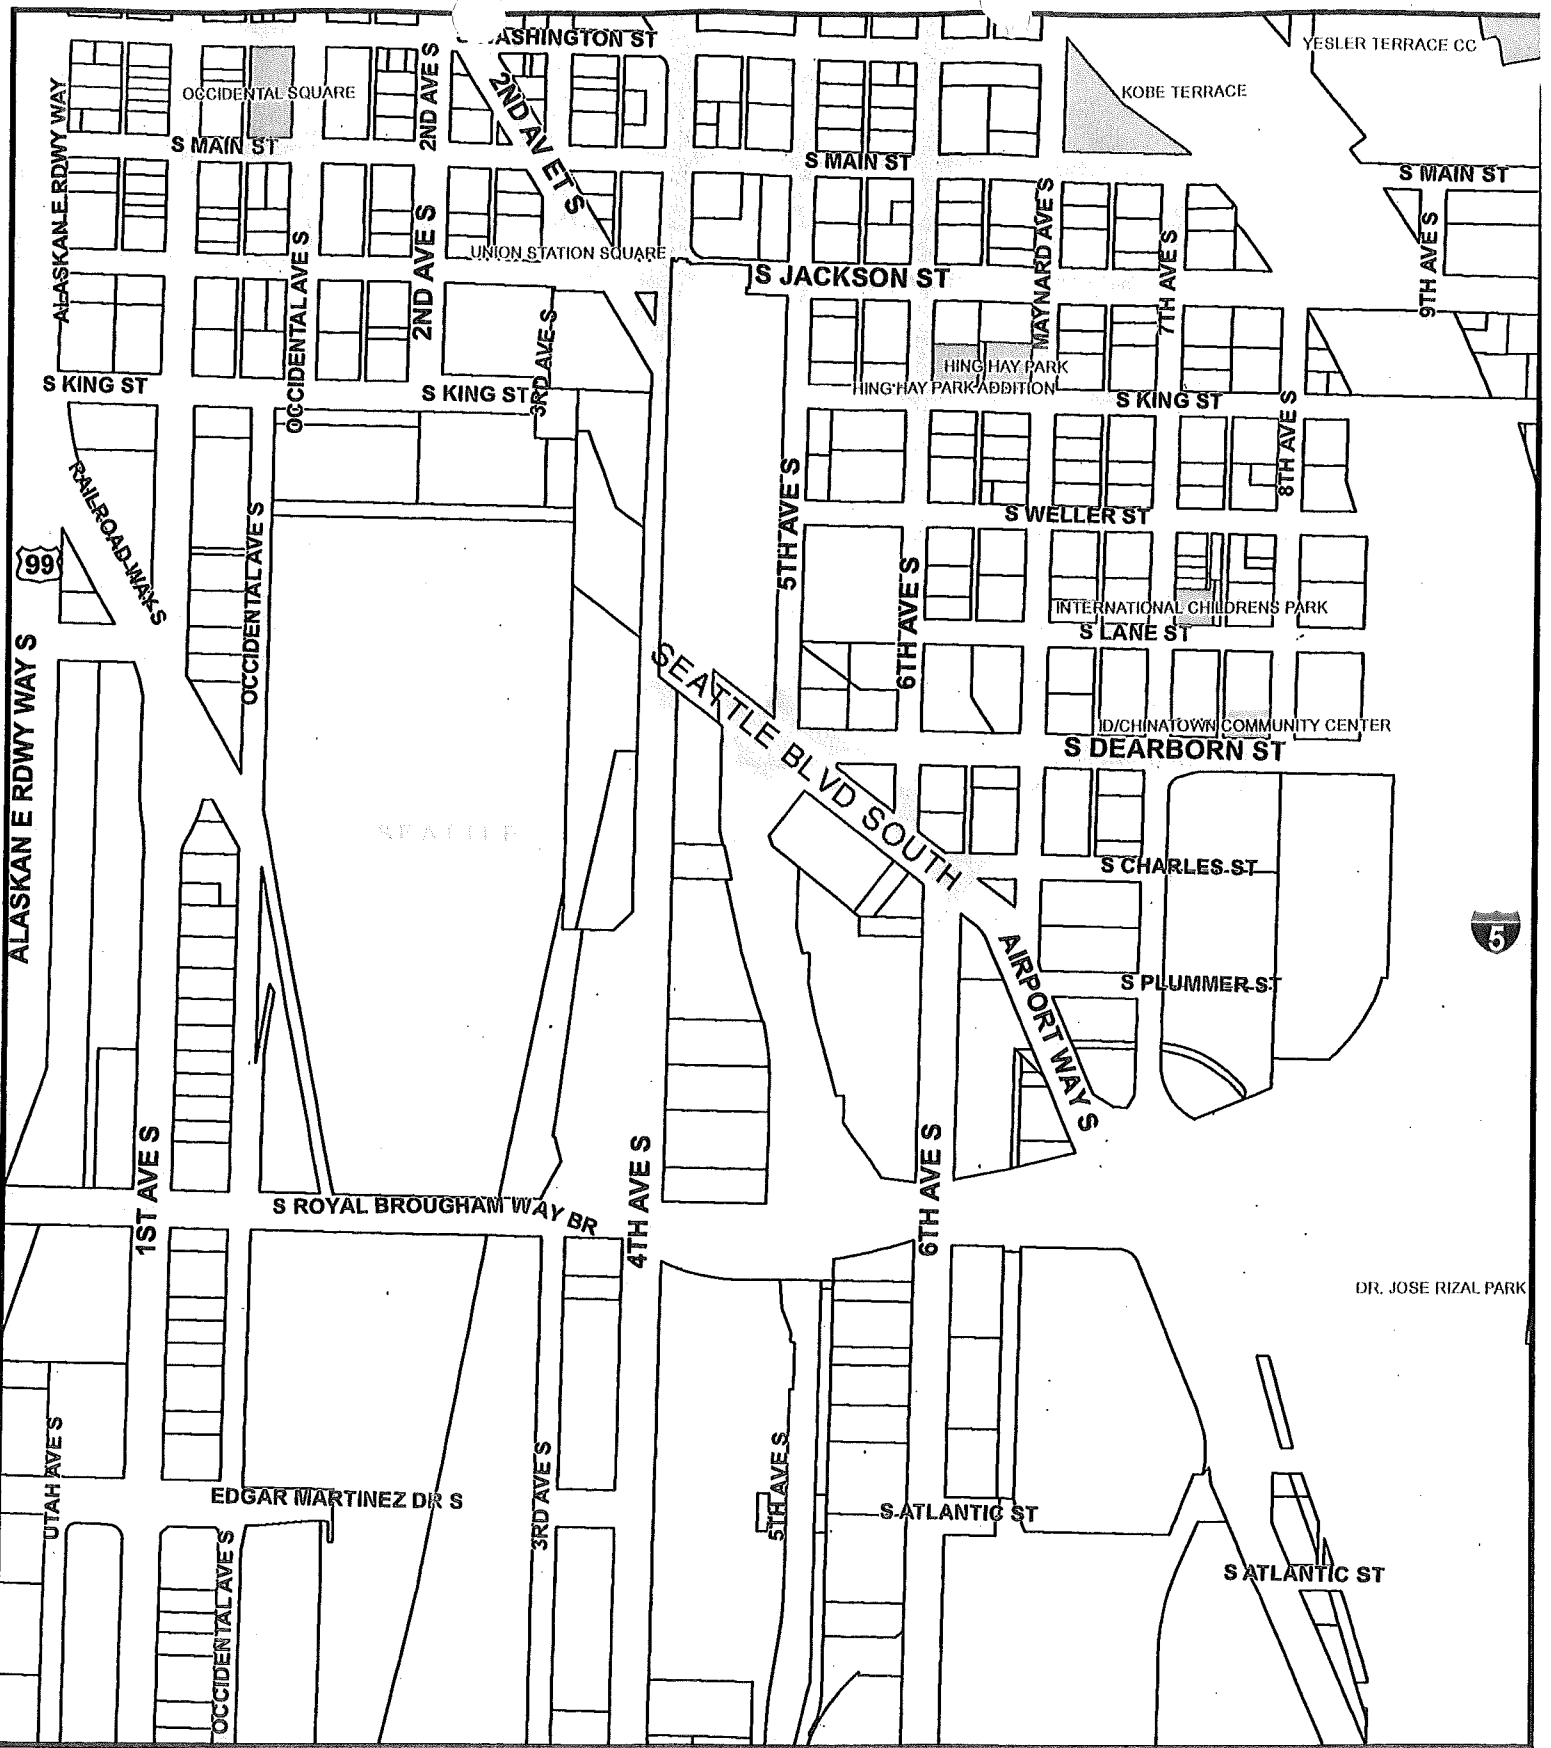 ASHINGTON ST
YESLER TERRACE CC
OCCIDENTAL SQUARE
2ND AVE S
2ND AV ET S
KOBE TERRACE
ALASKAN E RDWY WAY
S MAIN ST
S MAIN ST
S MAIN ST
UNION STATION SQUARE
OCCIDENTAL AVE S
2ND AVE S
S JACKSON ST
MAYNARD AVE S
7TH AVE S
9TH AVE S
3RD AVE S
HING HAY PARK
HING HAY PARK ADDITION
S KING ST
S KING ST
S KING ST
8TH AVE S
RAILROAD WAY S
OCCIDENTAL AVE S
5TH AVE S
S WELLER ST
99
6TH AVE S
INTERNATIONAL CHILDRENS PARK
S LANE ST
ALASKAN E RDWY WAY S
SEATTLE BLVD SOUTH
ID/CHINATOWN COMMUNITY CENTER
S DEARBORN ST
SEATTLE
S CHARLES ST
5
AIRPORT WAY S
S PLUMMER ST
1ST AVE S
4TH AVE S
6TH AVE S
S ROYAL BROUGHAM WAY BR
DR. JOSE RIZAL PARK
UTAH AVE S
3RD AVE S
5TH AVE S
EDGAR MARTINEZ DR S
S ATLANTIC ST
S ATLANTIC ST
OCCIDENTAL AVE S